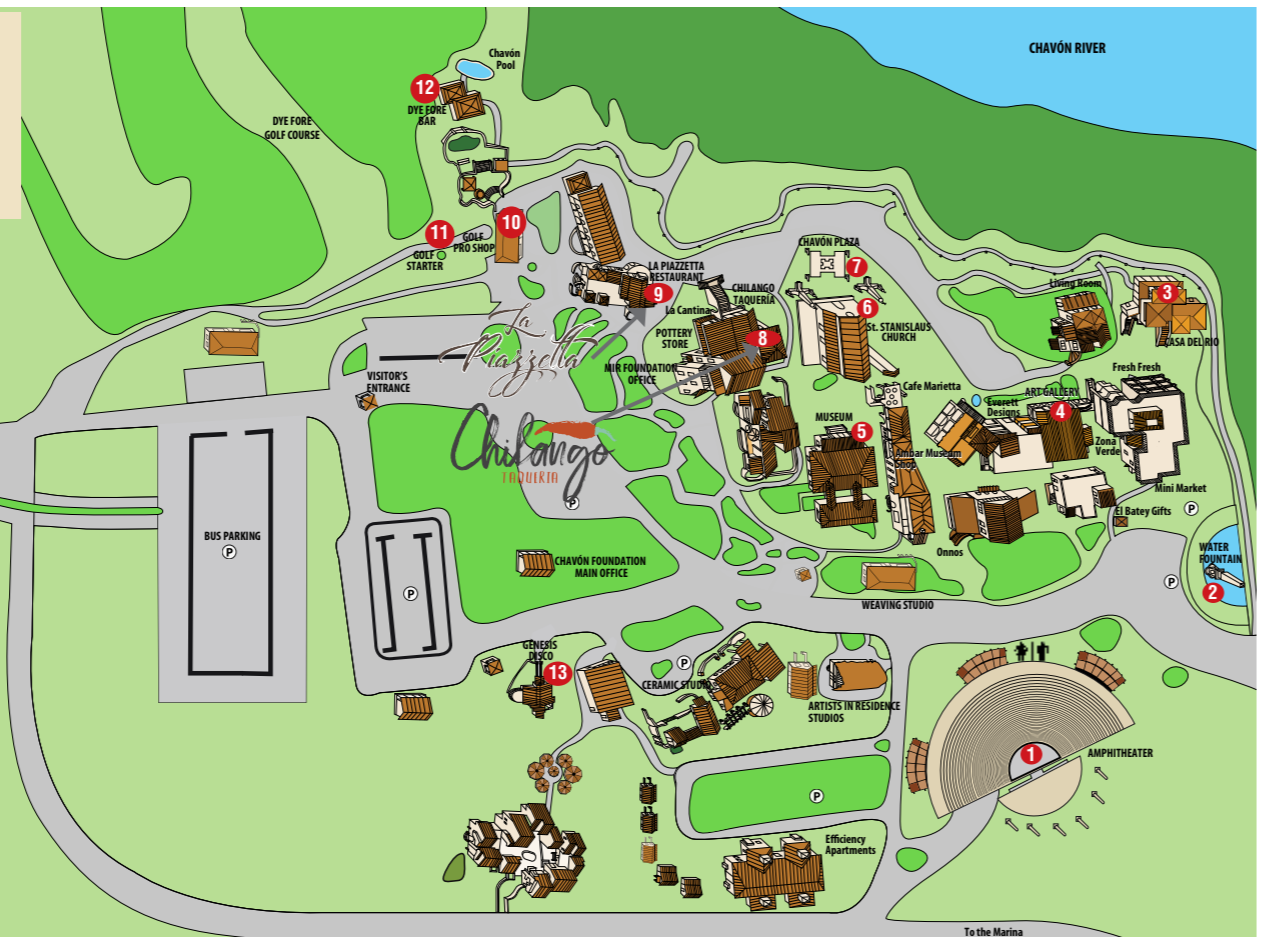 CHAVÓN RIVER
Chavón
Pool
12
DYE FORE
BAR
DYE FORE
GOLF COURSE
11
GOLF
STARTER
10
GOLF
PRO SHOP
CHAVÓN PLAZA
7
LA PIAZZETTA
RESTAURANT
9
CHILANGO
TAQUERÍA
La Cantina
8
POTTERY
STORE
MIR FOUNDATION
OFFICE
6
St. STANISLAUS
CHURCH
Living Room
3
CASA DEL RIO
La
Piazzetta
VISITOR'S
ENTRANCE
Chilango
TAQUERIA
P
Cafe Marietta
Fresh Fresh
ART GALLERY
4
Everett
Designs
MUSEUM
5
Ambar Museum
Shop
Zona
Verde
Mini Market
El Batey Gifts
P
Onnos
BUS PARKING
P
P
CHAVÓN FOUNDATION
MAIN OFFICE
WATER
FOUNTAIN
2
P
WEAVING STUDIO
GENESIS
DISCO
13
P
CERAMIC STUDIO
ARTISTS IN RESIDENCE
STUDIOS
1
AMPHITHEATER
P
Efficiency
Apartments
To the Marina